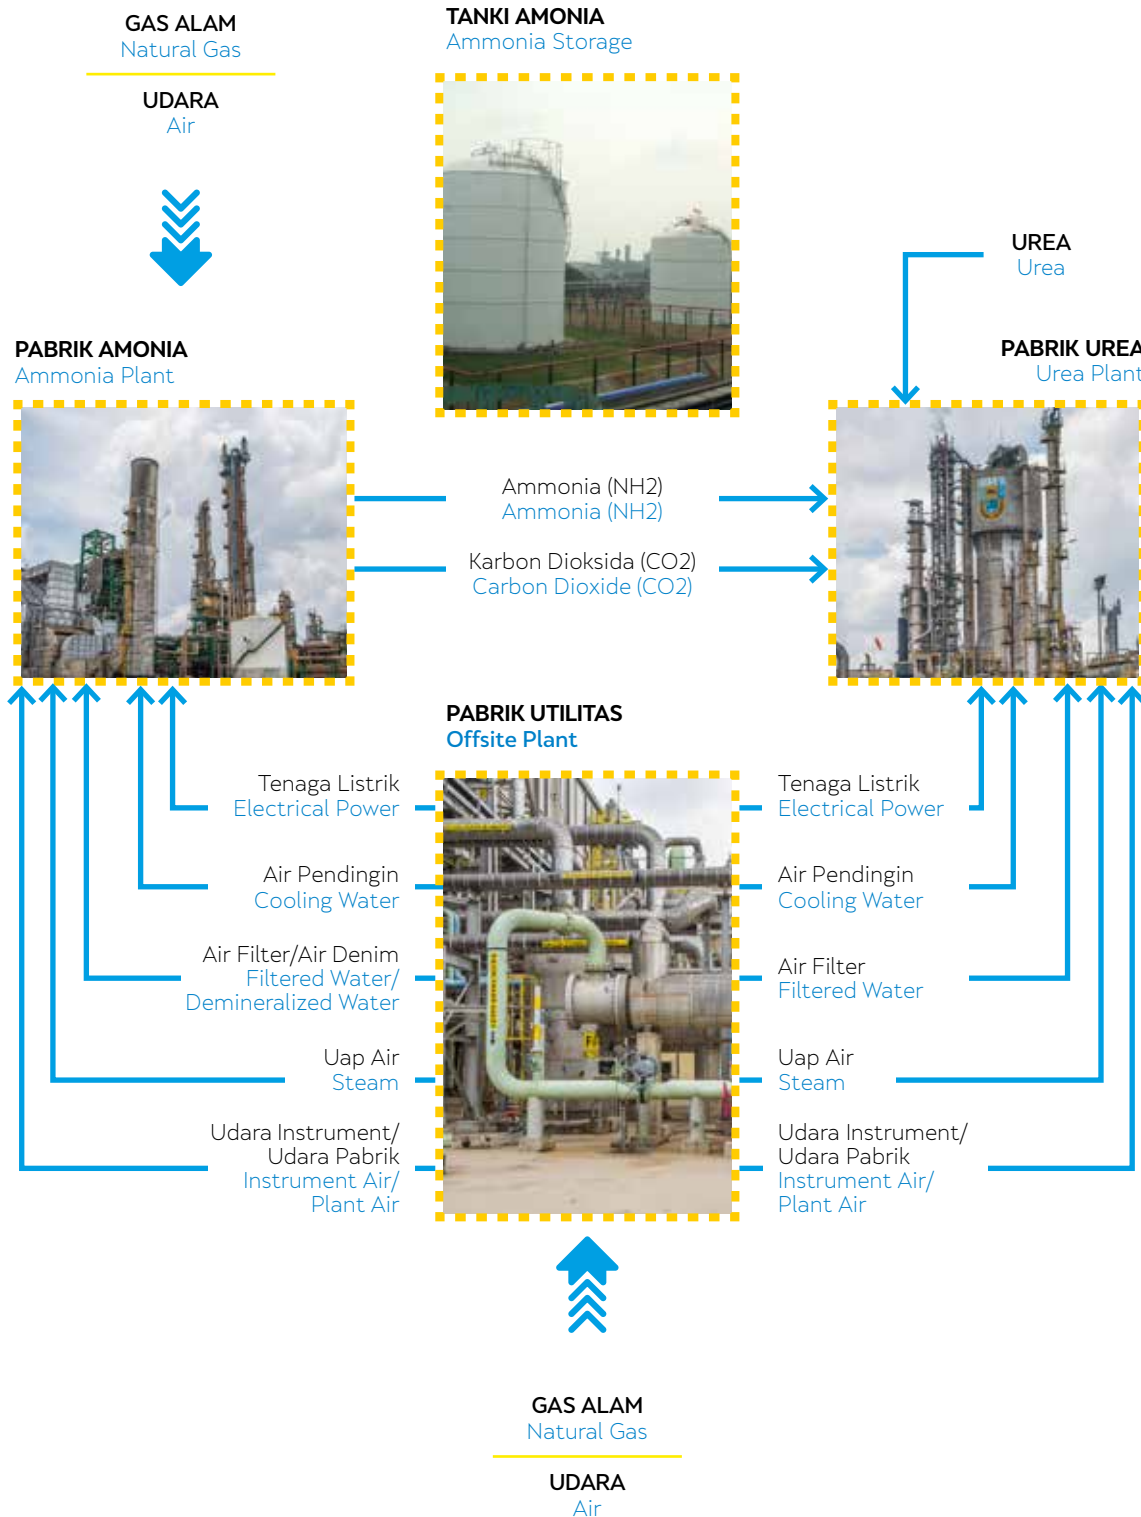 GAS ALAM
Natural Gas
UDARA
Air
TANKI AMONIA
Ammonia Storage
UREA
Urea
PABRIK AMONIA
Ammonia Plant
PABRIK UREA
Urea Plant
Ammonia (NH2)
Ammonia (NH2)
Karbon Dioksida (CO2)
Carbon Dioxide (CO2)
PABRIK UTILITAS
Offsite Plant
Tenaga Listrik
Electrical Power
Air Pendingin
Cooling Water
Air Filter/Air Denim
Filtered Water/
Demineralized Water
Uap Air
Steam
Udara Instrument/
Udara Pabrik
Instrument Air/
Plant Air
Tenaga Listrik
Electrical Power
Air Pendingin
Cooling Water
Air Filter
Filtered Water
Uap Air
Steam
Udara Instrument/
Udara Pabrik
Instrument Air/
Plant Air
GAS ALAM
Natural Gas
UDARA
Air